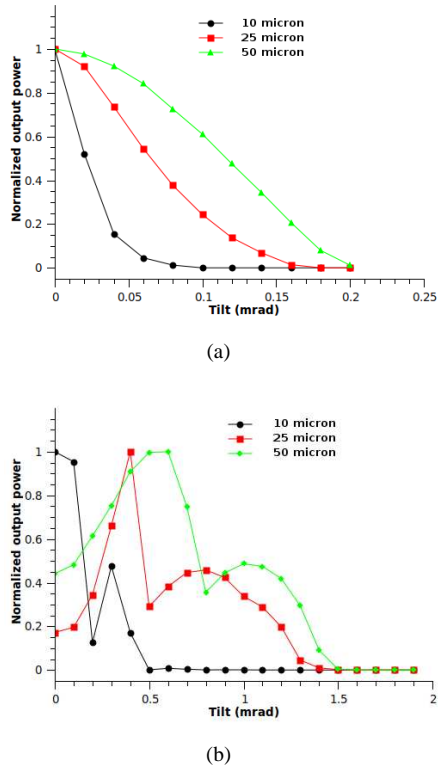 10 micron
25 micron
50 micron
Normalized output power
1
0.8
0.6
0.4
0.2
0
0
0.05
0.1
0.15
0.2
0.25
Tilt (mrad)
(a)
10 micron
25 micron
50 micron
Normalized output power
1
0.8
0.6
0.4
0.2
0
0
0.5
1
1.5
2
Tilt (mrad)
(b)